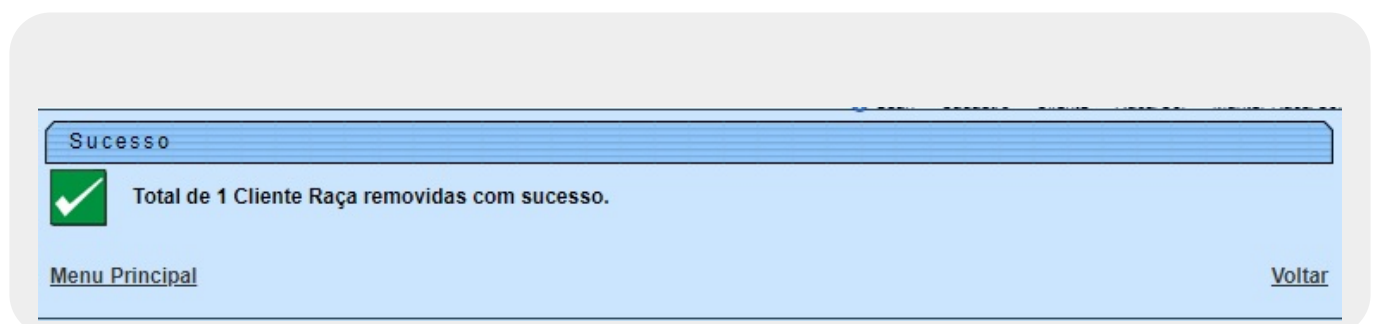 Sucesso
Total de 1 Cliente Raça removidas com sucesso.
Menu Principal
Voltar